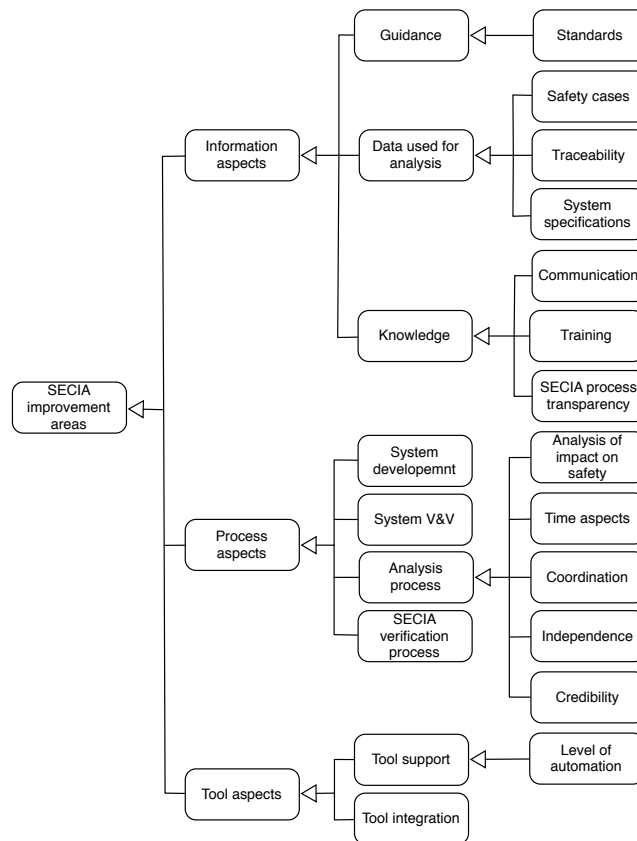 Guidance
Standards
Safety cases
Information
aspects
Data used for
analysis
Traceability
System
specifications
Communication
Knowledge
Training
SECIA process
transparency
SECIA
improvement
areas
System
developemnt
Analysis of
impact on
safety
Process
aspects
System V&V
Time aspects
Analysis
process
Coordination
SECIA
verification
process
Independence
Credibility
Tool aspects
Tool support
Level of
automation
Tool integration